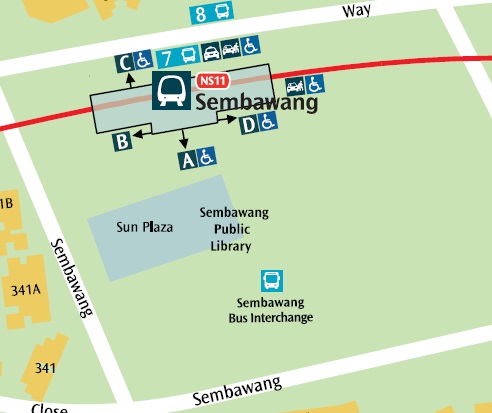 8
Way
C 7
NS11
Sembawang
B
D
A
Sembawang
Public
Library
Sun Plaza
1B
Sembawang
341A
Sembawang
Bus Interchange
341
Sembawang
Close